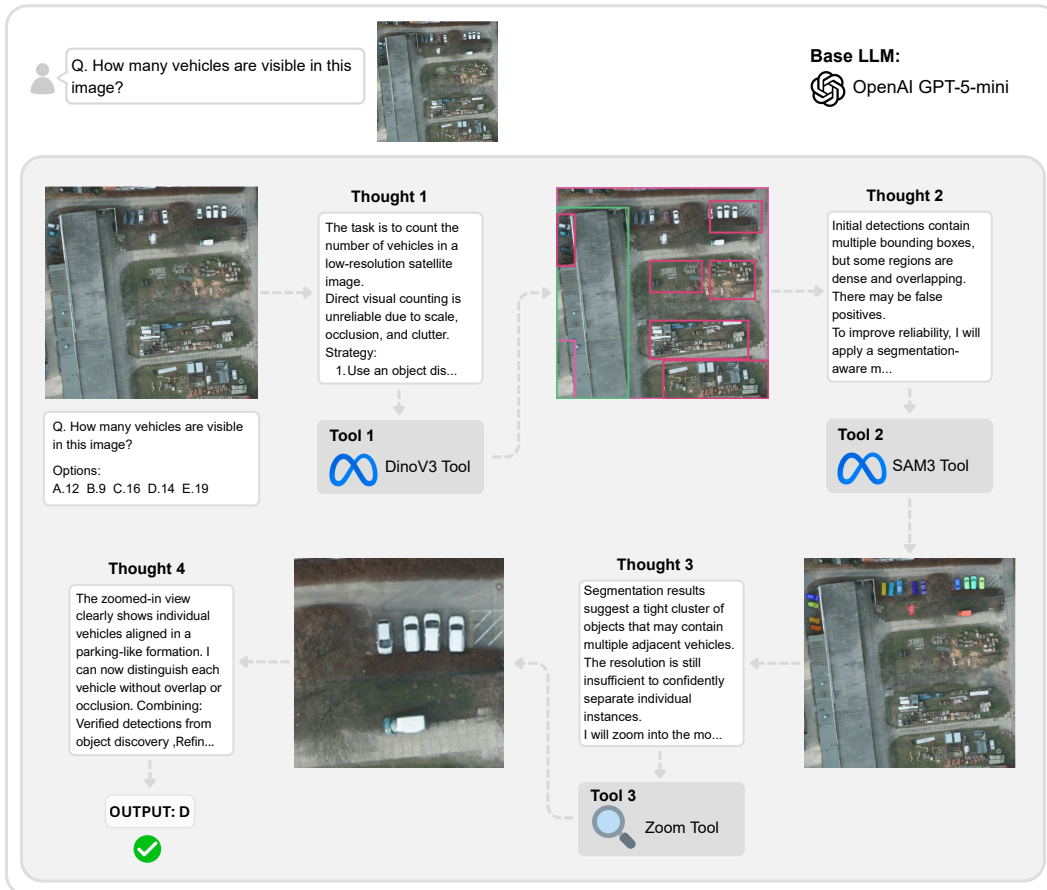 Q. How many vehicles are visible in this
image?
Base LLM:
OpenAI GPT-5-mini
Thought 1
The task is to count the
number of vehicles in a
low-resolution satellite
image.
Direct visual counting is
unreliable due to scale,
occlusion, and clutter.
Strategy:
1. Use an object dis...
Tool 1
DinoV3 Tool
Thought 2
Initial detections contain
multiple bounding boxes,
but some regions are
dense and overlapping.
There may be false
positives.
To improve reliability, I will
apply a segmentation-
aware m...
Tool 2
SAM3 Tool
Q. How many vehicles are visible
in this image?
Options:
A.12 B.9 C.16 D.14 E.19
Thought 3
Segmentation results
suggest a tight cluster of
objects that may contain
multiple adjacent vehicles.
The resolution is still
insufficient to confidently
separate individual
instances.
I will zoom into the mo...
Tool 3
Zoom Tool
Thought 4
The zoomed-in view
clearly shows individual
vehicles aligned in a
parking-like formation. I
can now distinguish each
vehicle without overlap or
occlusion. Combining:
Verified detections from
object discovery ,Refin...
OUTPUT: D